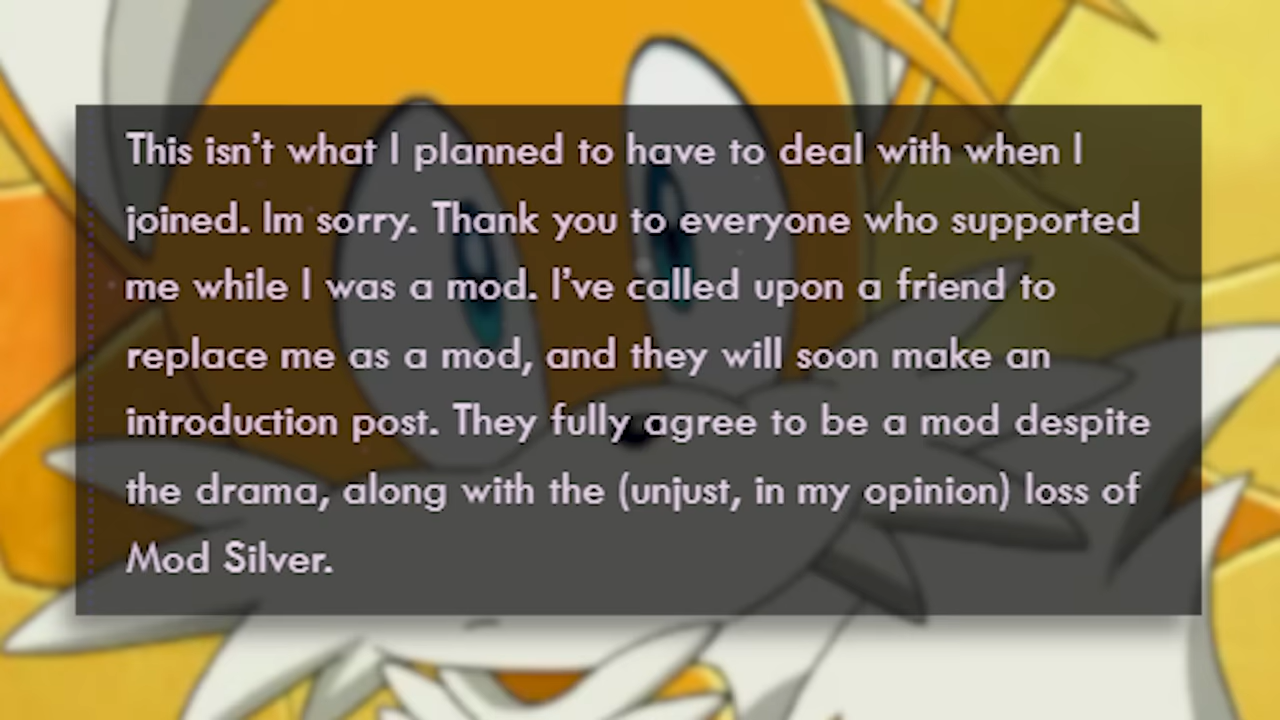 This isn't what I planned to have to deal with when I
joined. Im sorry. Thank you to everyone who supported
me while I was a mod. I've called upon a friend to
replace me as a mod, and they will soon make an
introduction post. They fully agree to be a mod despite
the drama, along with the (unjust, in my opinion) loss of
Mod Silver.